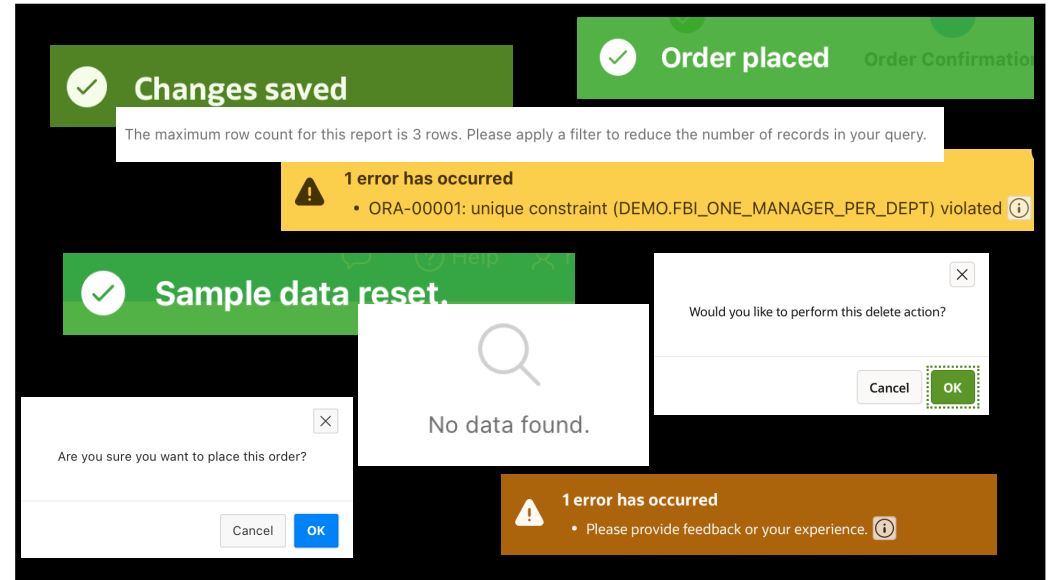 Order placed
Order Confirmation
Changes saved
The maximum row count for this report is 3 rows. Please apply a filter to reduce the number of records in your query.
1 error has occurred
• ORA-00001: unique constraint (DEMO.FBI_ONE_MANAGER_PER_DEPT) violated
Help
Sample data reset.
Would you like to perform this delete action?
Cancel
OK
No data found.
Are you sure you want to place this order?
Cancel
OK
1 error has occurred
• Please provide feedback or your experience.